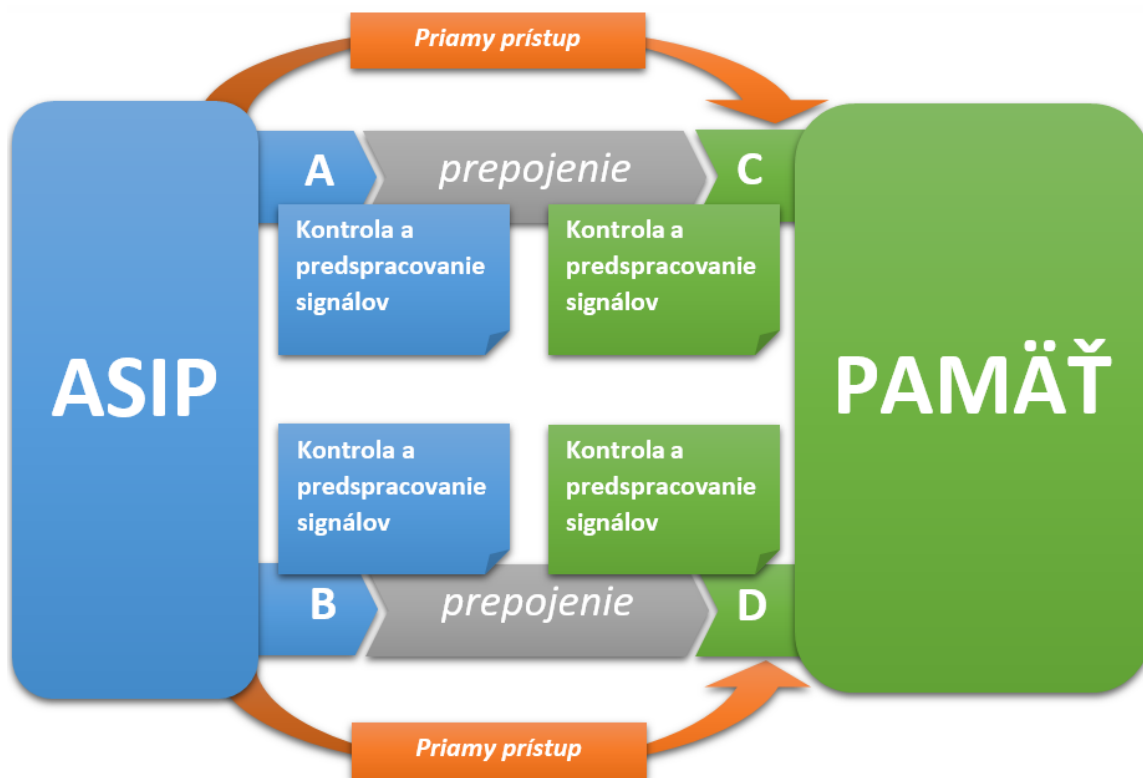 Priamy prístup
A
prepojenie
C
Kontrola a
predspracovanie
signálov
Kontrola a
predspracovanie
signálov
ASIP
PAMÄŤ
Kontrola a
predspracovanie
signálov
Kontrola a
predspracovanie
signálov
B
prepojenie
D
Priamy prístup